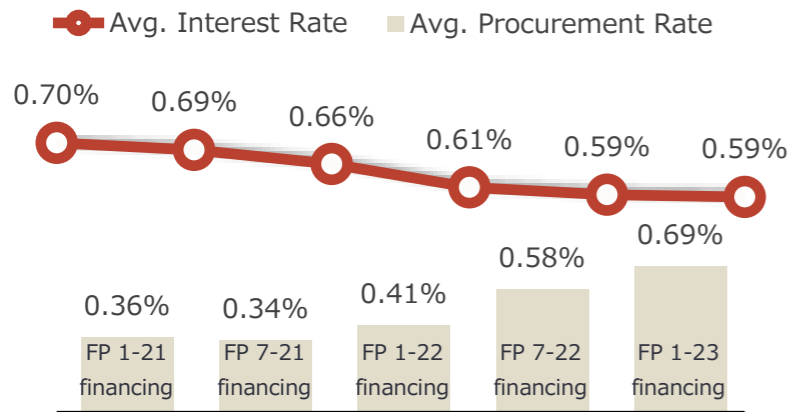 Avg. Interest Rate Avg. Procurement Rate
0.70% 0.69% 0.66% 0.61% 0.59% 0.59%
0.36% 0.34% 0.41% 0.58% 0.69%
FP 1-21 FP 7-21 FP 1-22 FP 7-22 FP 1-23
financing financing financing financing financing